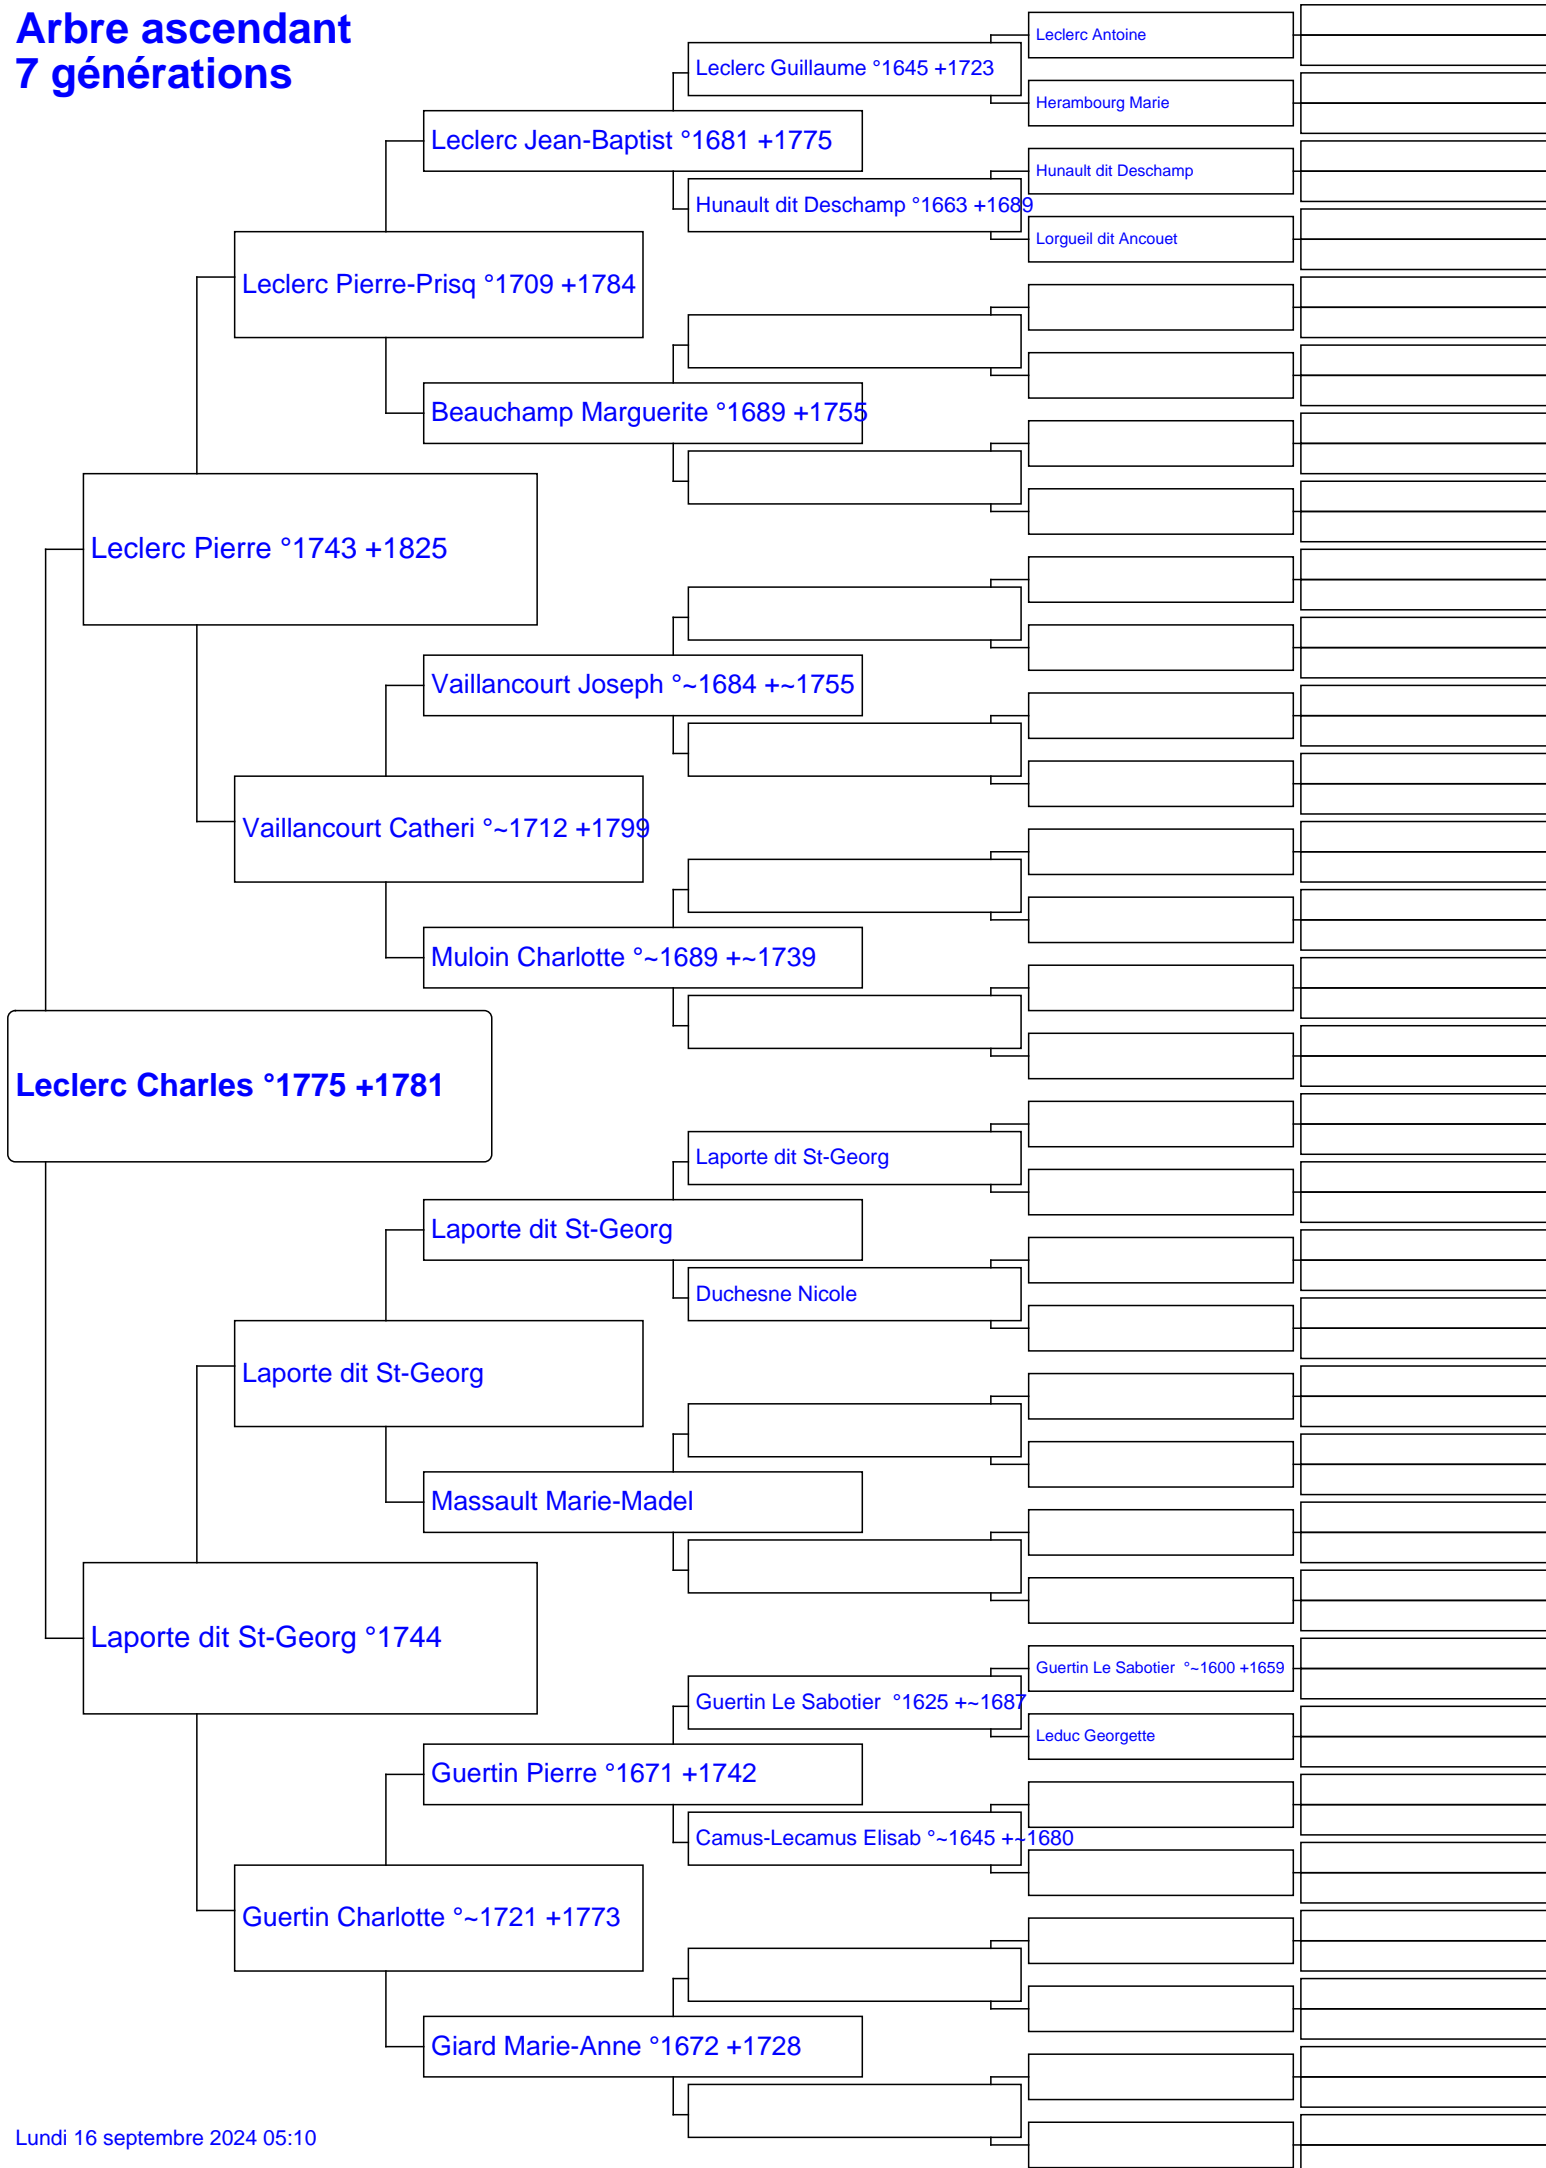 Arbre ascendant
7 générations
Leclerc Antoine
Leclerc Guillaume °1645 +1723
Herambourg Marie
Leclerc Jean-Baptist °1681 +1775
Hunault dit Deschamp
Hunault dit Deschamp °1663 +1689
Lorgueil dit Ancouet
Leclerc Pierre-Prisq °1709 +1784
Beauchamp Marguerite °1689 +1755
Leclerc Pierre °1743 +1825
Vaillancourt Joseph °~1684 +~1755
Vaillancourt Catheri °~1712 +1799
Muloin Charlotte °~1689 +~1739
Leclerc Charles °1775 +1781
Laporte dit St-Georg
Laporte dit St-Georg
Duchesne Nicole
Laporte dit St-Georg
Massault Marie-Madel
Laporte dit St-Georg °1744
Guertin Le Sabotier  °~1600 +1659
Guertin Le Sabotier  °1625 +~1687
Leduc Georgette
Guertin Pierre °1671 +1742
Camus-Lecamus Elisab °~1645 +~1680
Guertin Charlotte °~1721 +1773
Giard Marie-Anne °1672 +1728
Lundi 16 septembre 2024 05:10